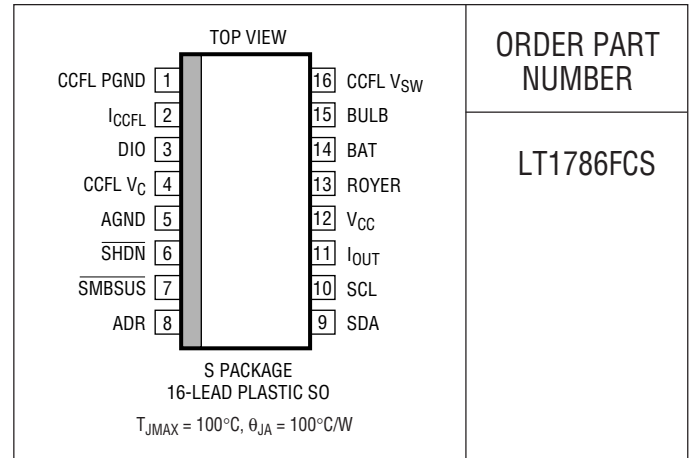 TOP VIEW
ORDER PART
NUMBER
CCFL PGND 1
16 CCFL VSW
ICCFL 2
15 BULB
DIO 3
14 BAT
CCFL VC 4
13 ROYER
AGND 5
12 VCC
SHDN 6
11 IOUT
SMBSUS 7
10 SCL
ADR 8
9 SDA
LT1786FCS
S PACKAGE
16-LEAD PLASTIC SO
TJMAX = 100°C, θJA = 100°C/W